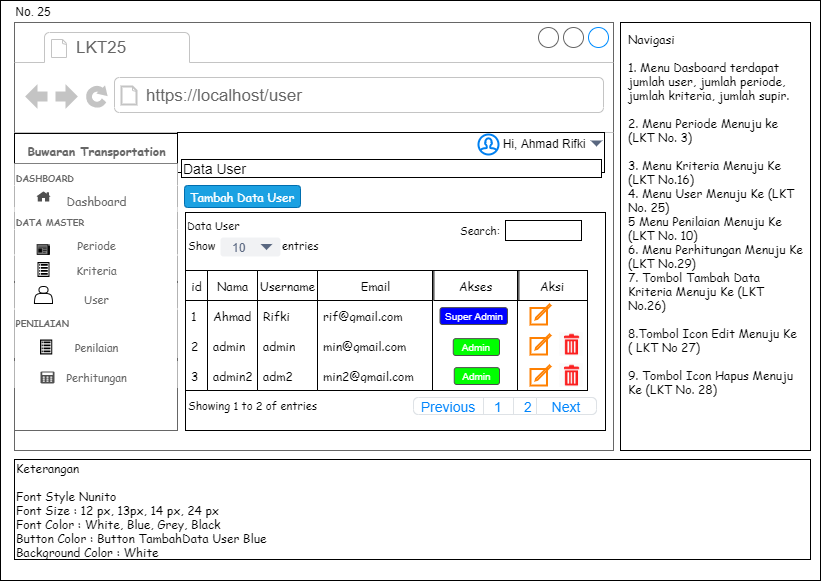 No. 25
LKT25
https://localhost/user
Buwaran Transportation
Hi, Ahmad Rifki
DASHBOARD
Dashboard
DATA MASTER
Periode
Kriteria
User
PENILAIAN
Penilaian
Perhitungan
Data User
Tambah Data User
Data User
Search:
Show 10 entries
id Nama Username Email Akses Aksi
1 Ahmad Rifki rif@gmail.com Super Admin
2 admin admin min@gmail.com Admin
3 admin2 adm2 min2@gmail.com Admin
Showing 1 to 2 of entries
Previous 1 2 Next
Navigasi
1. Menu Dasboard terdapat
jumlah user, jumlah periode,
jumlah kriteria, jumlah supir.
2. Menu Periode Menuju ke
(LKT No. 3)
3. Menu Kriteria Menuju Ke
(LKT No.16)
4. Menu User Menuju Ke (LKT
No. 25)
5 Menu Penilaian Menuju Ke
(LKT No. 10)
6. Menu Perhitungan Menuju Ke
(LKT No.29)
7. Tombol Tambah Data
Kriteria Menuju Ke (LKT
No.26)
8.Tombol Icon Edit Menuju Ke
( LKT No 27)
9. Tombol Icon Hapus Menuju
Ke (LKT No. 28)
Keterangan
Font Style Nunito
Font Size : 12 px, 13px, 14 px, 24 px
Font Color : White, Blue, Grey, Black
Button Color : Button TambahData User Blue
Background Color : White